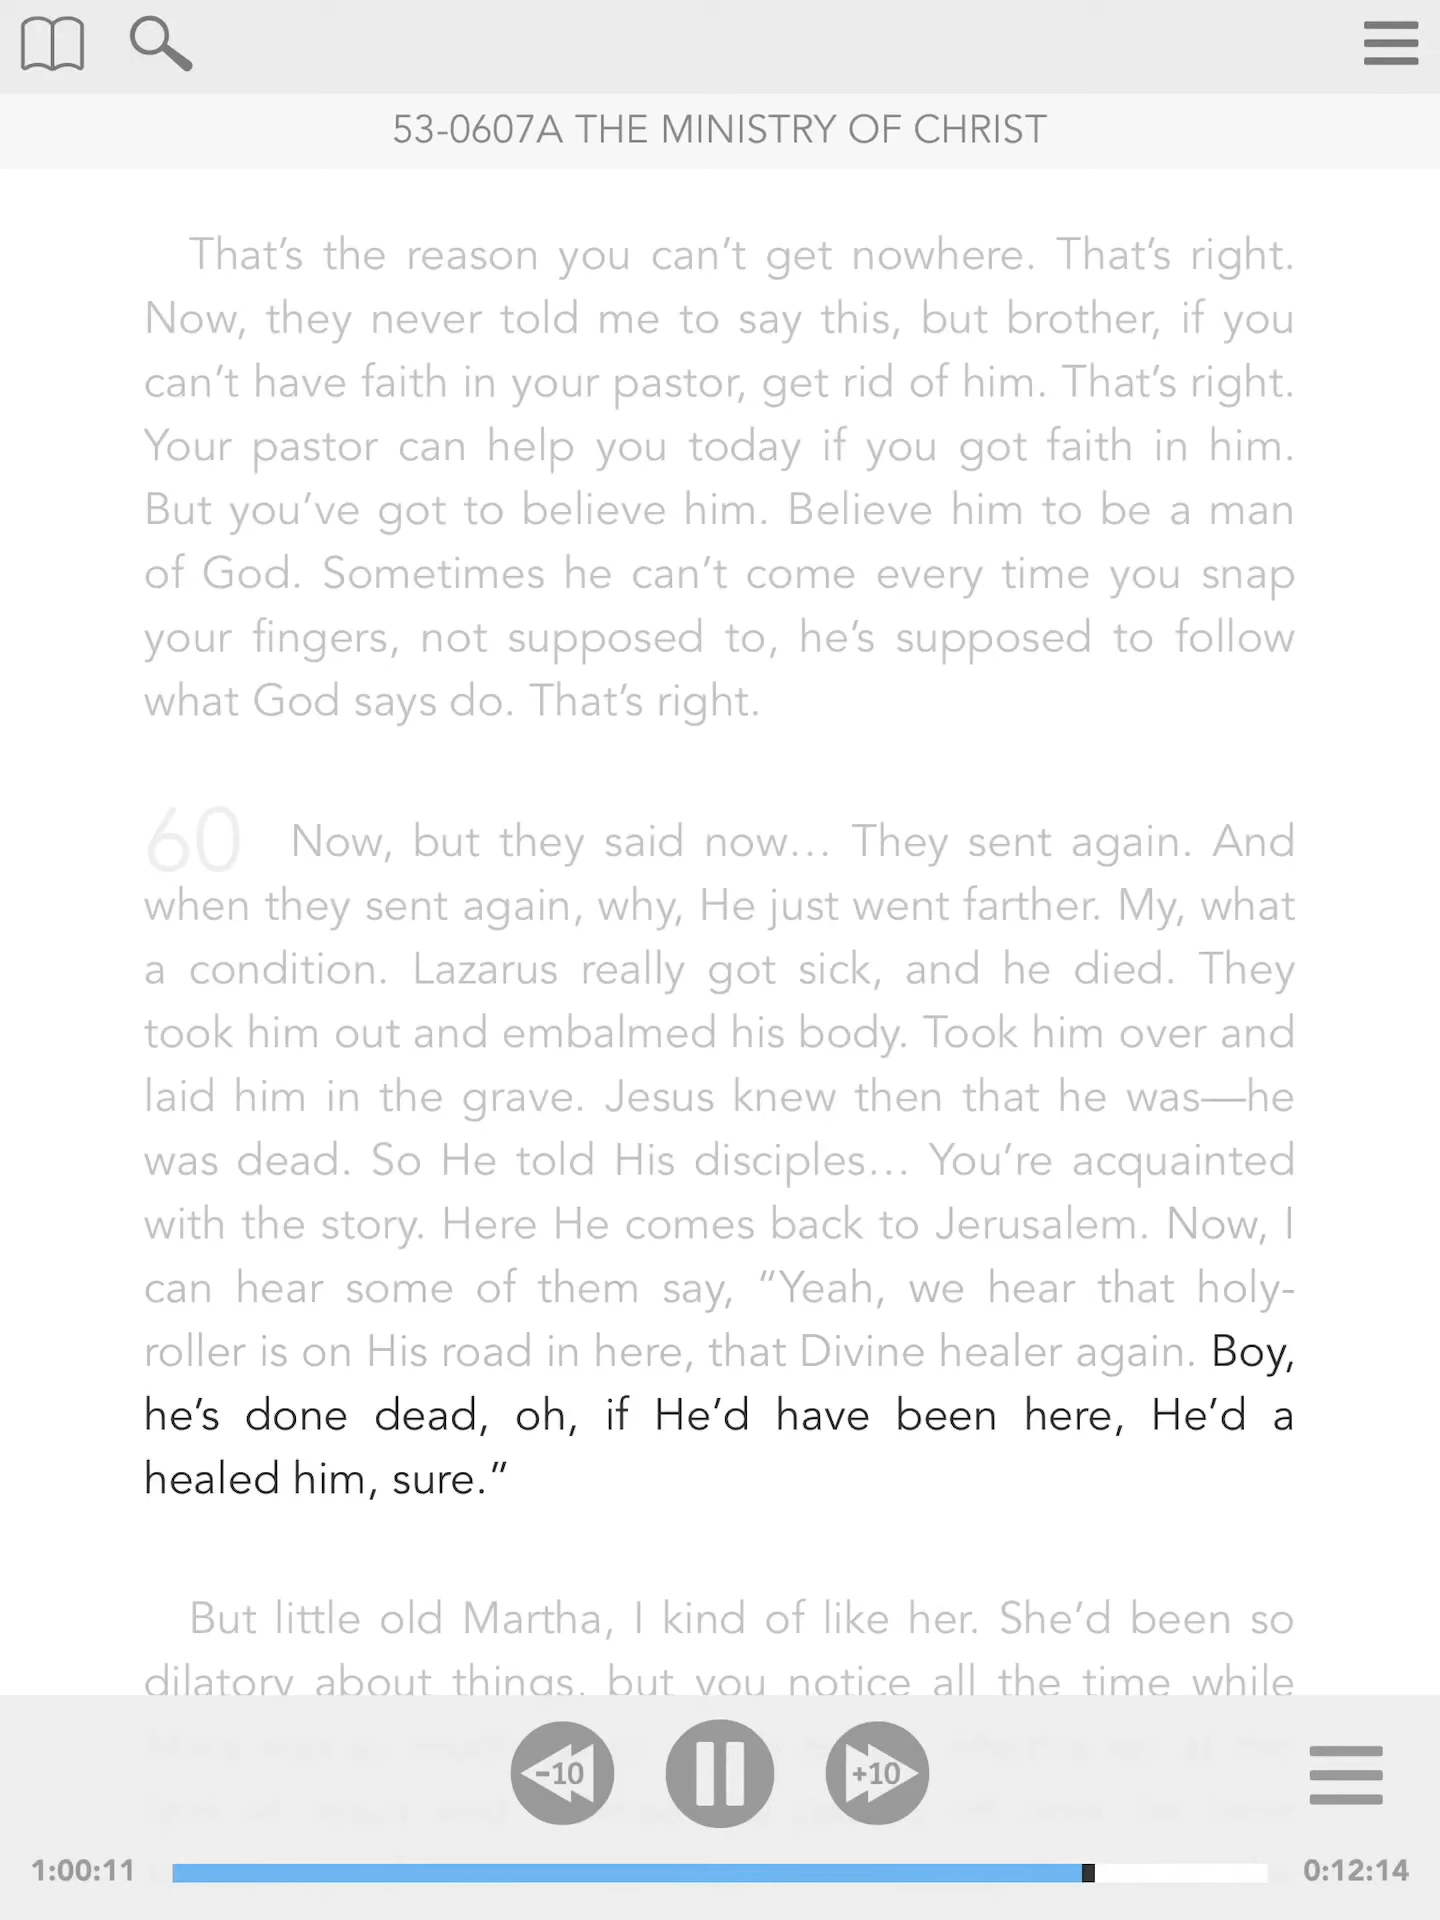 53-0607A THE MINISTRY OF CHRIST
That’s the reason you can’t get nowhere. That’s right.
Now, they never told me to say this, but brother, if you
can’t have faith in your pastor, get rid of him. That’s right.
Your pastor can help you today if you got faith in him.
But you’ve got to believe him. Believe him to be a man
of God. Sometimes he can’t come every time you snap
your fingers, not supposed to, he’s supposed to follow
what God says do. That’s right.
60 Now, but they said now… They sent again. And
when they sent again, why, He just went farther. My, what
a condition. Lazarus really got sick, and he died. They
took him out and embalmed his body. Took him over and
laid him in the grave. Jesus knew then that he was—he
was dead. So He told His disciples… You’re acquainted
with the story. Here He comes back to Jerusalem. Now, I
can hear some of them say, “Yeah, we hear that holy-
roller is on His road in here, that Divine healer again. Boy,
he’s done dead, oh, if He’d have been here, He’d a
healed him, sure.”
But little old Martha, I kind of like her. She’d been so
dilatory about things, but you notice all the time while
-10
+10
1:00:11
0:12:14